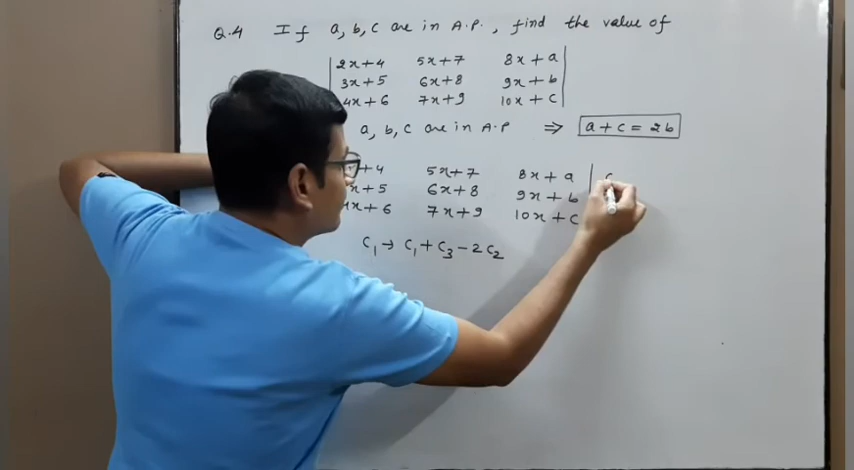 Q.4 If a, b, c are in A.P., find the value of
2x+4 5x+7 8x+a
3x+5 6x+8 9x+b
4x+6 7x+9 10x+c
a, b, c are in A.P ⇒ a+c = 2b
+4 5x+7 8x+a
x+5 6x+8 9x+b
x+6 7x+9 10x+c
C₁ → C₁ + C₃ − 2C₂